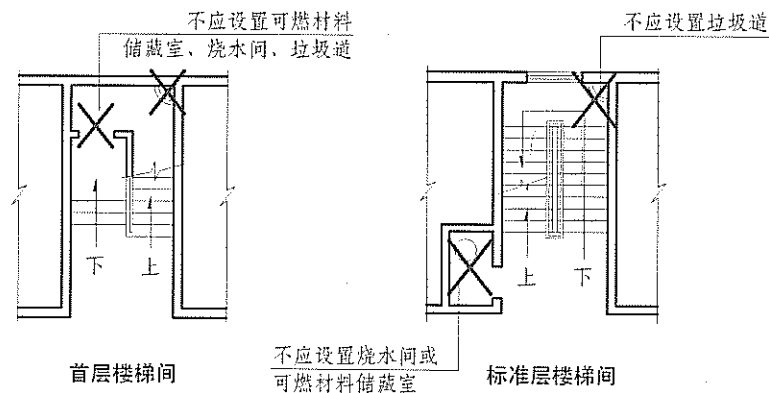 不应设置可燃材料
储藏室、烧水间、垃圾道
不应设置垃圾道
下
上
上
下
不应设置烧水间或
可燃材料储藏室
首层楼梯间
标准层楼梯间